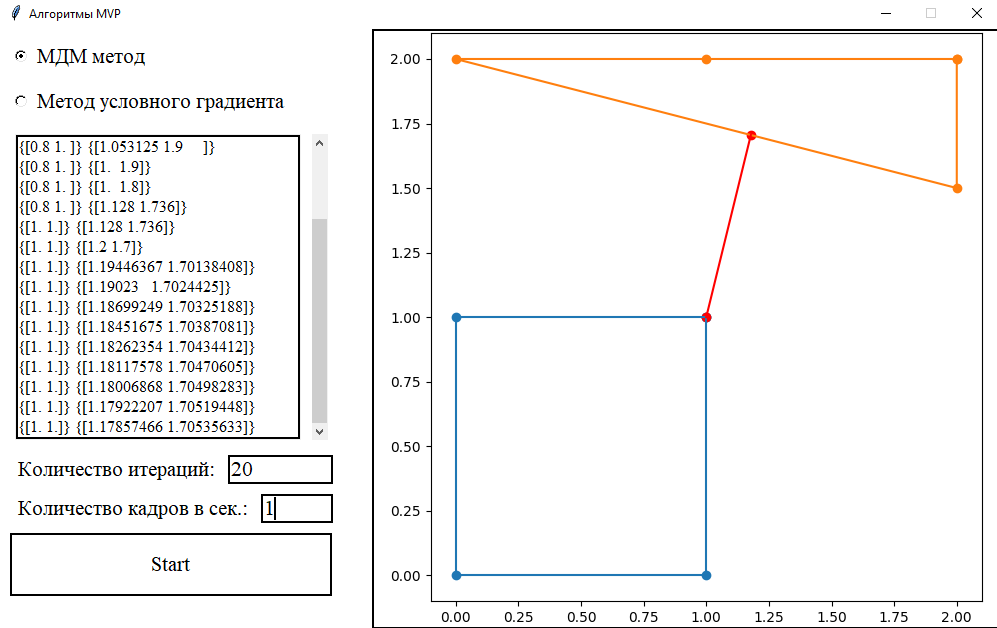 Алгоритмы MVP
МДМ метод
Метод условного градиента
{[0.8 1. ]} {[1.053125 1.9     ]}
{[0.8 1. ]} {[1.  1.9]}
{[0.8 1. ]} {[1.  1.8]}
{[0.8 1. ]} {[1.128 1.736]}
{[1. 1.]} {[1.128 1.736]}
{[1. 1.]} {[1.2 1.7]}
{[1. 1.]} {[1.19446367 1.70138408]}
{[1. 1.]} {[1.19023   1.7024425]}
{[1. 1.]} {[1.18699249 1.70325188]}
{[1. 1.]} {[1.18451675 1.70387081]}
{[1. 1.]} {[1.18262354 1.70434412]}
{[1. 1.]} {[1.18117578 1.70470605]}
{[1. 1.]} {[1.18006868 1.70498283]}
{[1. 1.]} {[1.17922207 1.70519448]}
{[1. 1.]} {[1.17857466 1.70535633]}
Количество итераций: 20
Количество кадров в сек.: 1
Start
2.00
1.75
1.50
1.25
1.00
0.75
0.50
0.25
0.00
0.00 0.25 0.50 0.75 1.00 1.25 1.50 1.75 2.00